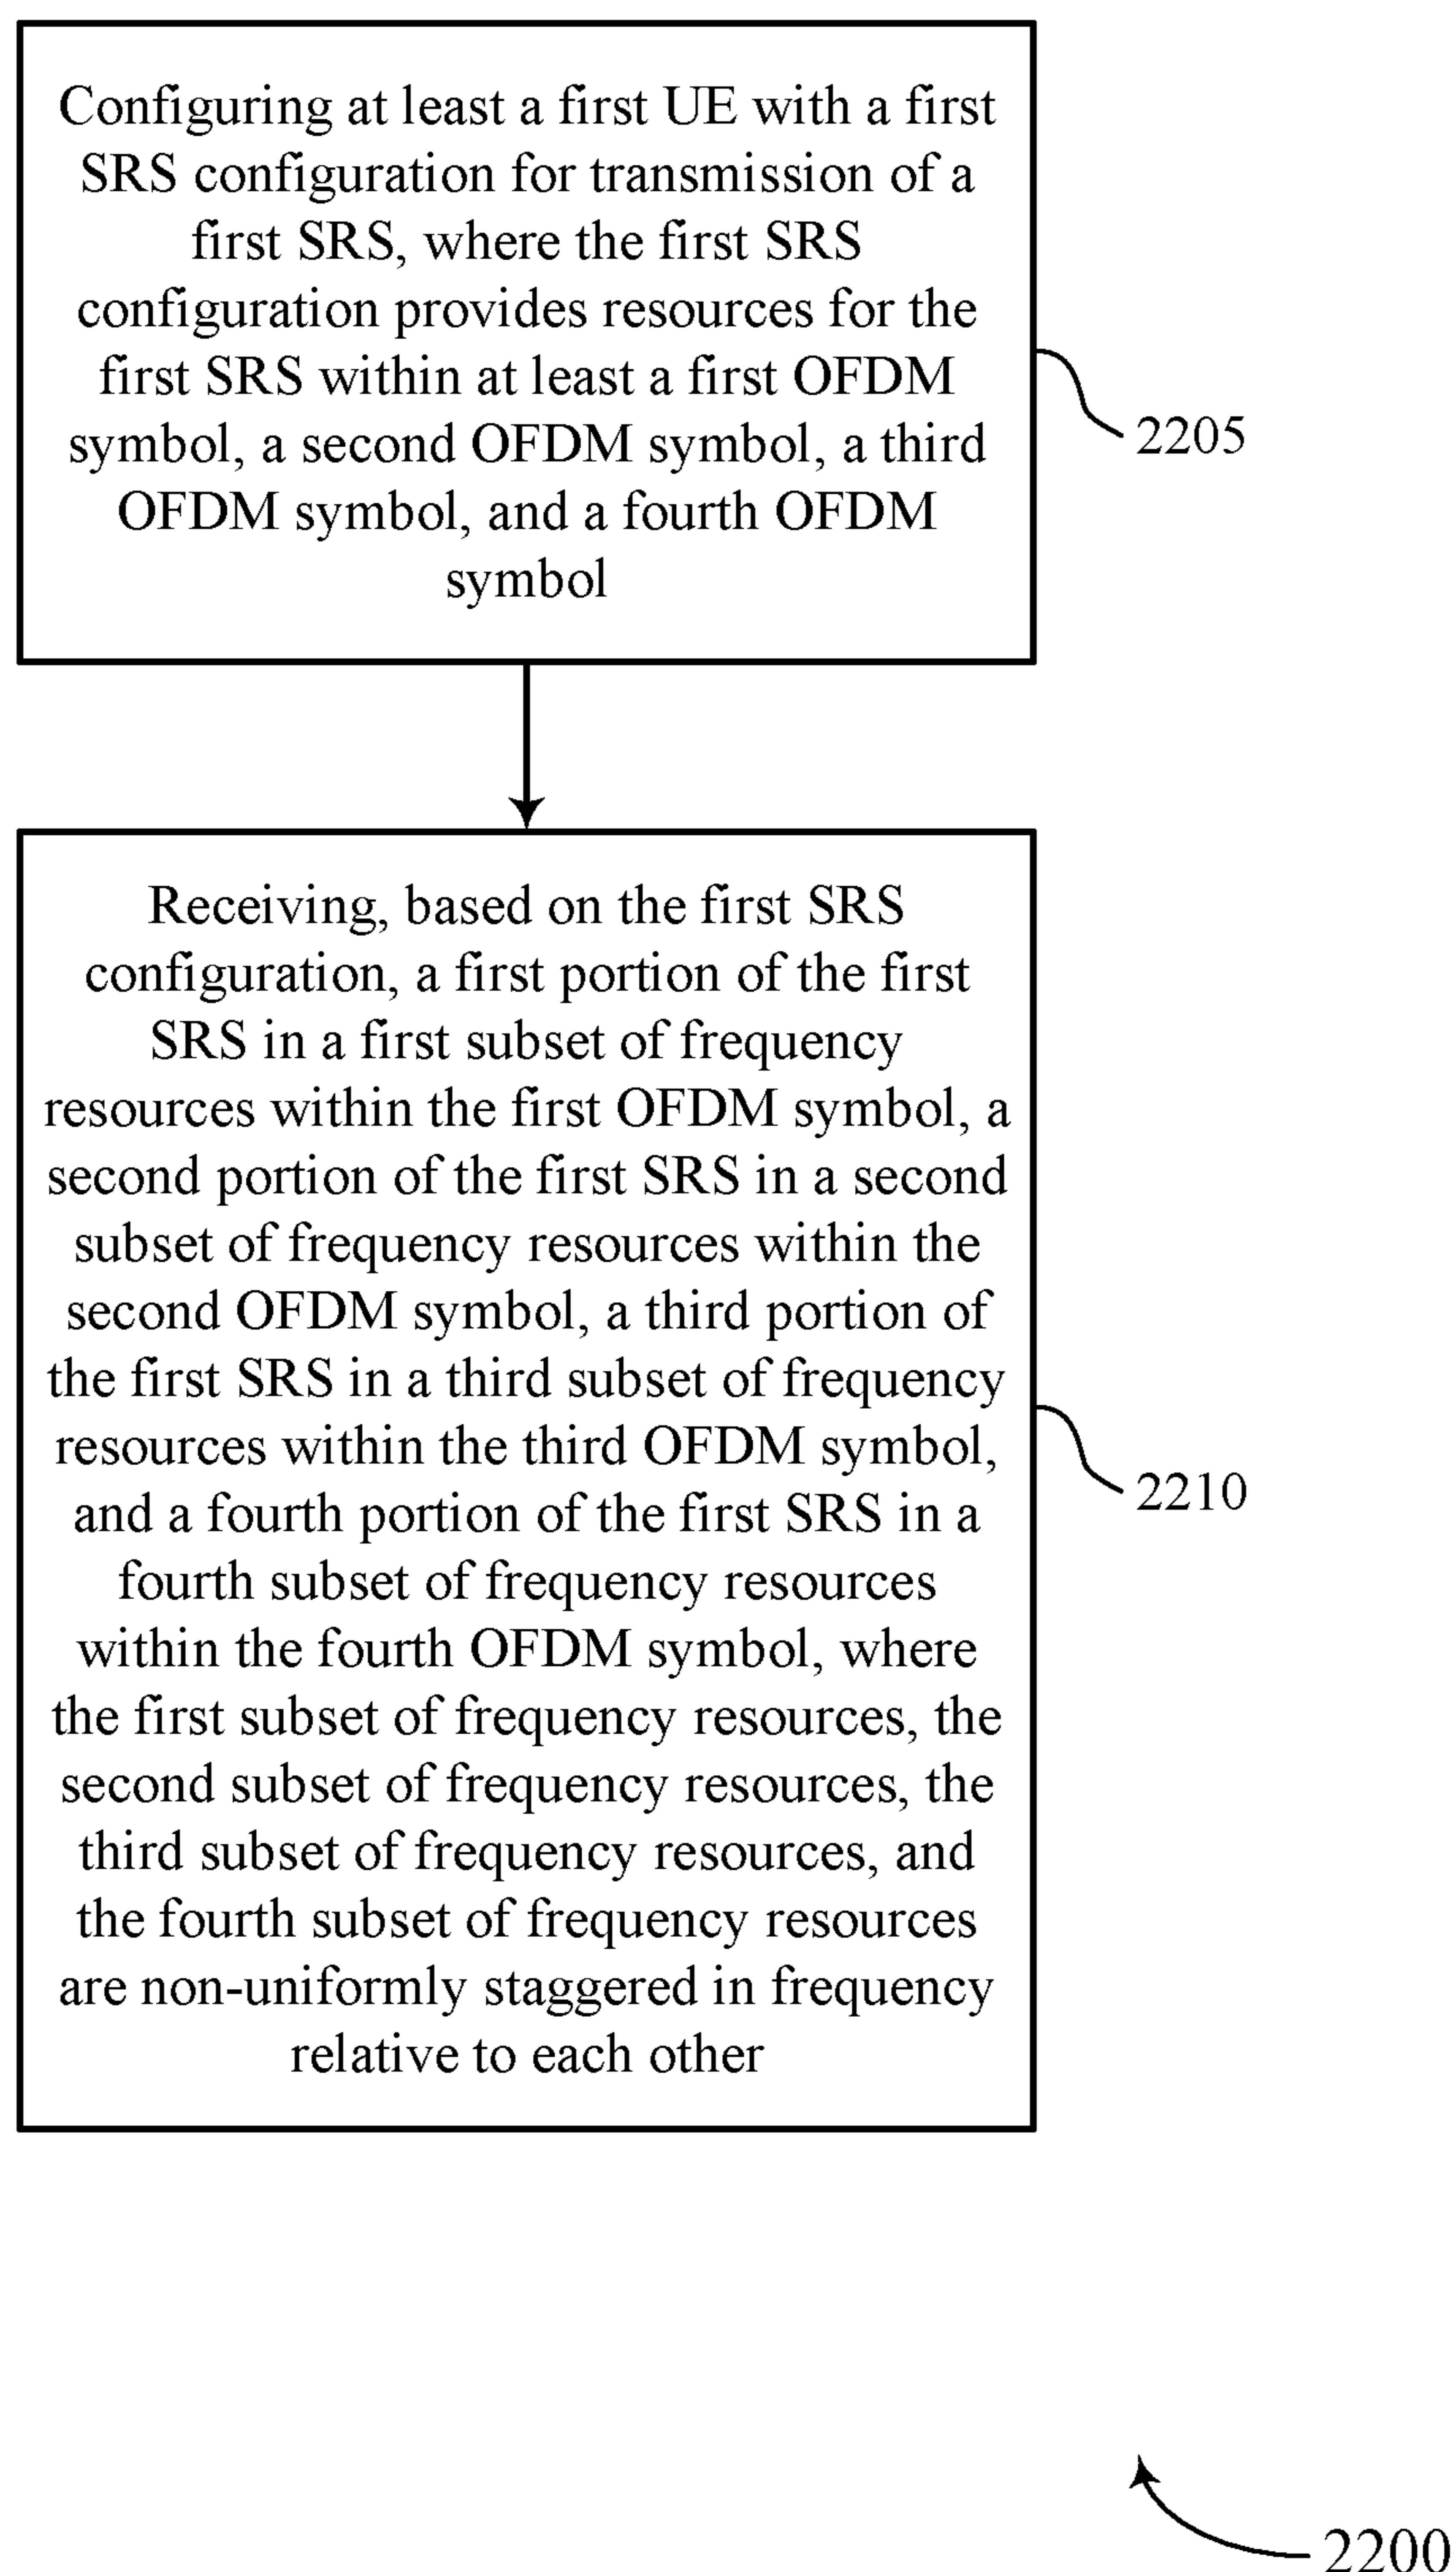 Configuring at least a first UE with a first
SRS configuration for transmission of a
first SRS, where the first SRS
configuration provides resources for the
first SRS within at least a first OFDM
symbol, a second OFDM symbol, a third
OFDM symbol, and a fourth OFDM
symbol
2205
Receiving, based on the first SRS
configuration, a first portion of the first
SRS in a first subset of frequency
resources within the first OFDM symbol, a
second portion of the first SRS in a second
subset of frequency resources within the
second OFDM symbol, a third portion of
the first SRS in a third subset of frequency
resources within the third OFDM symbol,
and a fourth portion of the first SRS in a
fourth subset of frequency resources
within the fourth OFDM symbol, where
the first subset of frequency resources, the
second subset of frequency resources, the
third subset of frequency resources, and
the fourth subset of frequency resources
are non-uniformly staggered in frequency
relative to each other
2210
2200